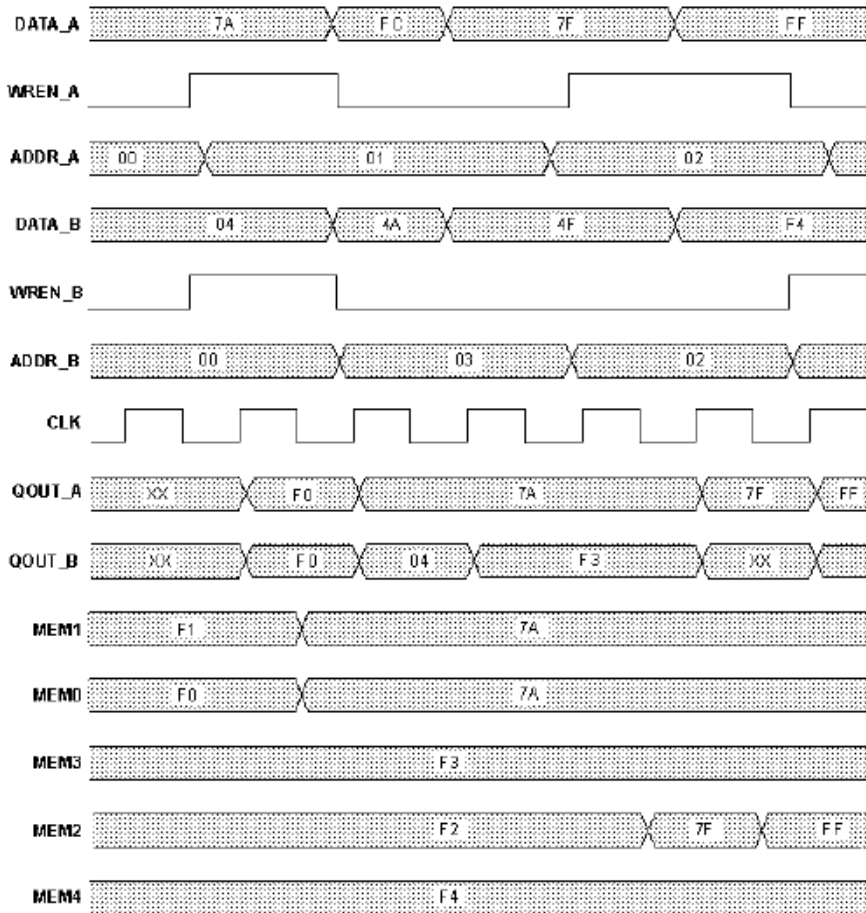 DATA_A 7A FC 7F FF
WREN_A
ADDR_A 00 01 02
DATA_B 04 4A 4F F4
WREN_B
ADDR_B 00 03 02
CLK
QOUT_A XX F0 7A 7F FF
QOUT_B XX F0 04 F3 XX
MEM1 F1 7A
MEM0 F0 7A
MEM3 F3
MEM2 F2 7F FF
MEM4 F4